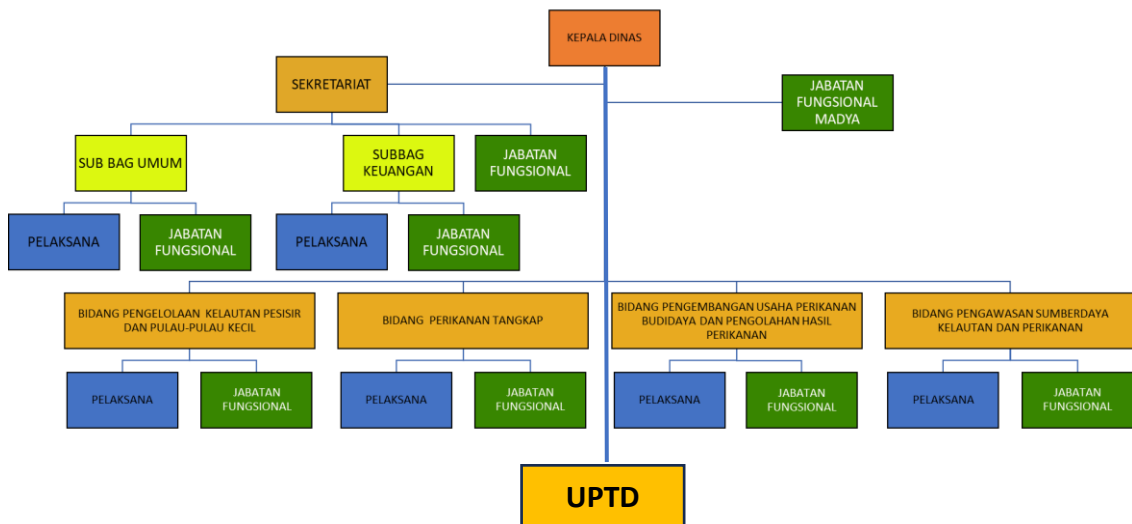 KEPALA DINAS
SEKRETARIAT
JABATAN
FUNGSIONAL
MADYA
SUB BAG UMUM
SUBBAG
KEUANGAN
JABATAN
FUNGSIONAL
PELAKSANA
JABATAN
FUNGSIONAL
PELAKSANA
JABATAN
FUNGSIONAL
BIDANG PENGELOLAAN KELAUTAN PESISIR
DAN PULAU-PULAU KECIL
BIDANG PERIKANAN TANGKAP
BIDANG PENGEMBANGAN USAHA PERIKANAN
BUDIDAYA DAN PENGOLAHAN HASIL
PERIKANAN
BIDANG PENGAWASAN SUMBERDAYA
KELAUTAN DAN PERIKANAN
PELAKSANA
JABATAN
FUNGSIONAL
PELAKSANA
JABATAN
FUNGSIONAL
PELAKSANA
JABATAN
FUNGSIONAL
PELAKSANA
JABATAN
FUNGSIONAL
UPTD